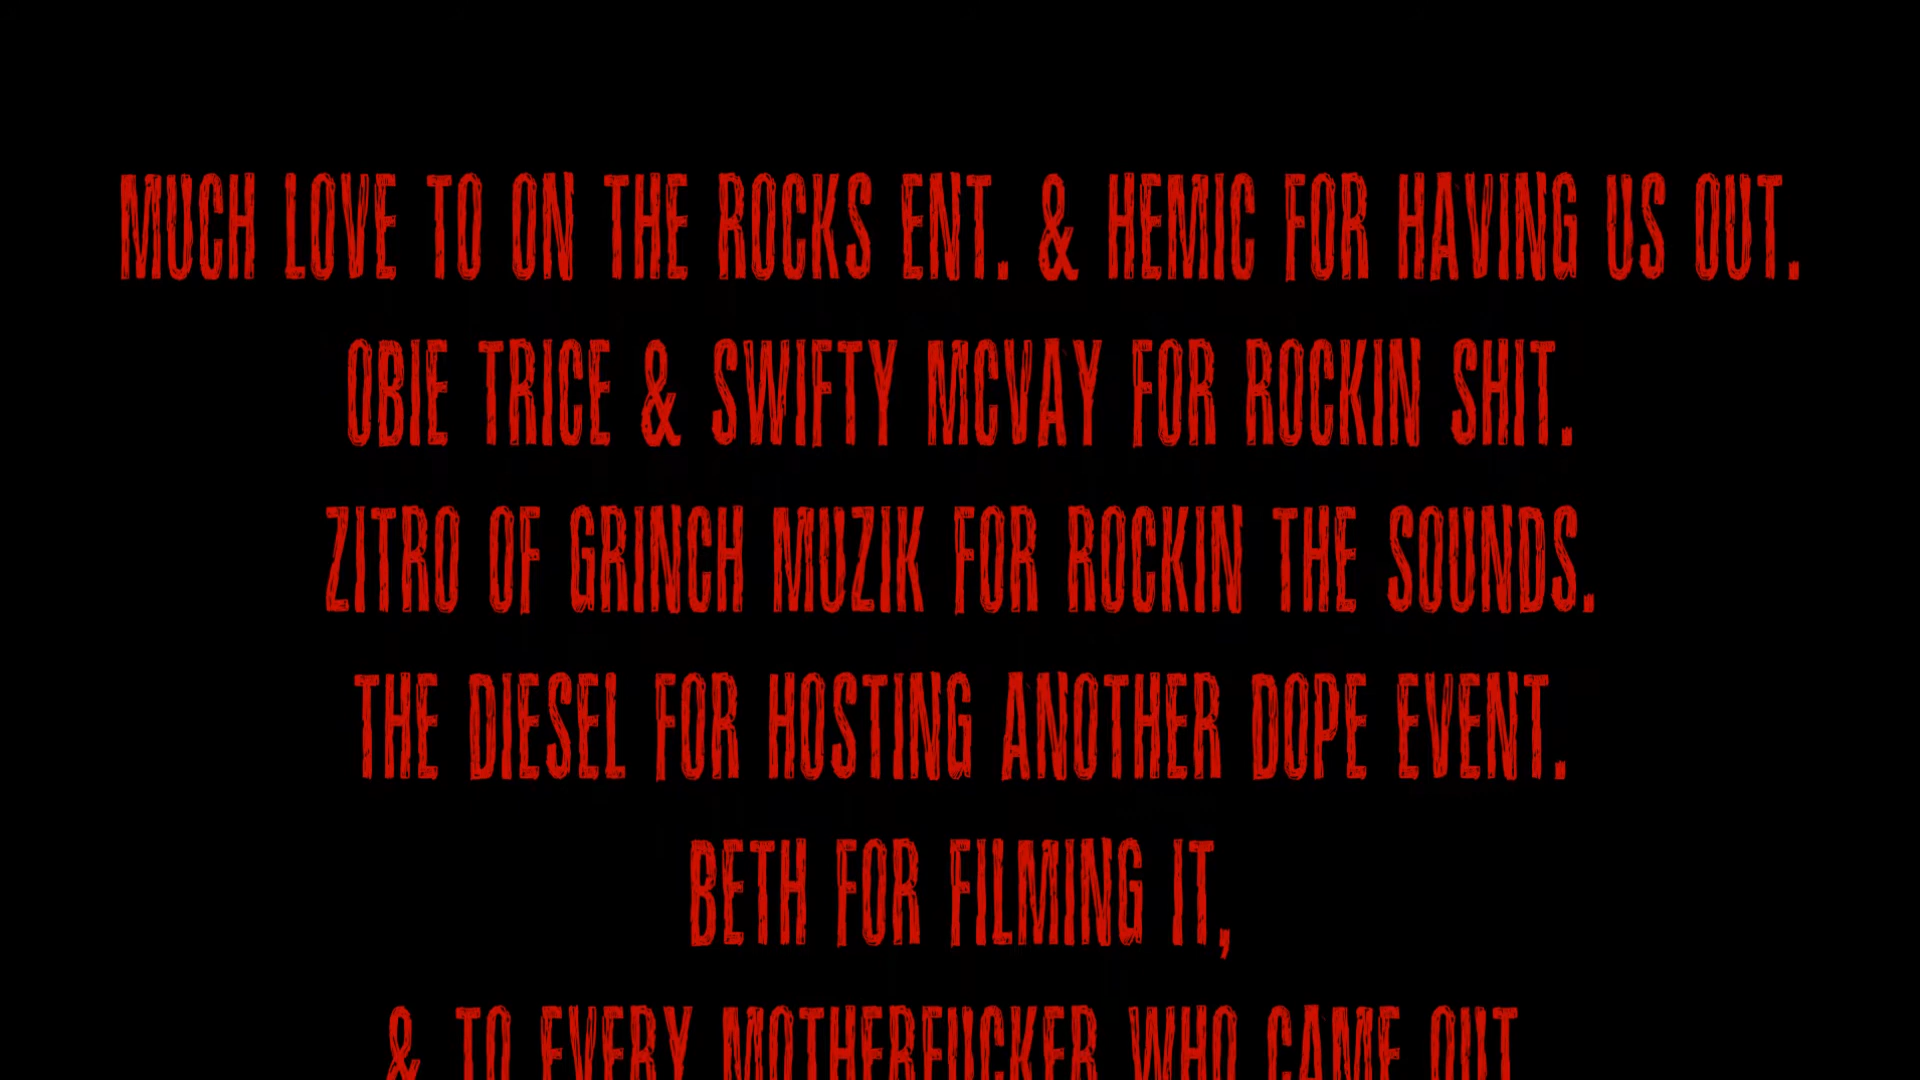 MUCH LOVE TO ON THE ROCKS ENT. & HEMIC FOR HAVING US OUT.
OBIE TRICE & SWIFTY MCVAY FOR ROCKIN SHIT.
ZITRO OF GRINCH MUZIK FOR ROCKIN THE SOUNDS.
THE DIESEL FOR HOSTING ANOTHER DOPE EVENT.
BETH FOR FILMING IT,
& TO EVERY MOTHERFUCKER WHO CAME OUT